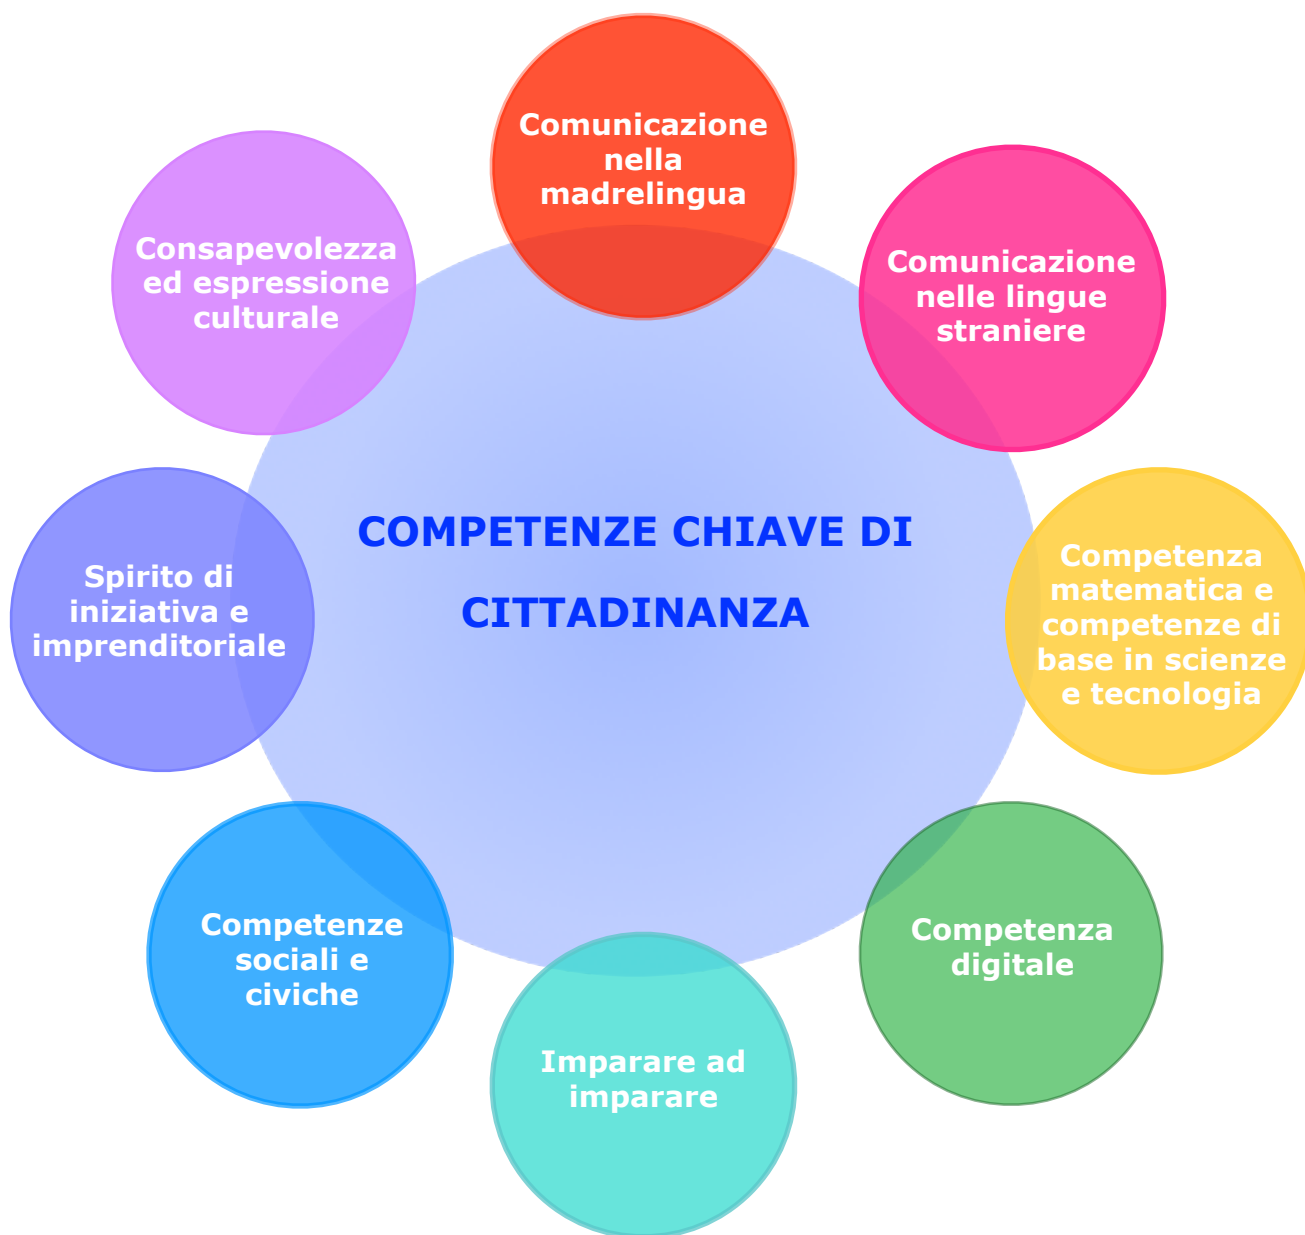 Comunicazione
nella
madrelingua
Comunicazione
nelle lingue
straniere
Competenza
matematica e
competenze di
base in scienze
e tecnologia
Competenza
digitale
Imparare ad
imparare
Competenze
sociali e
civiche
Spirito di
iniziativa e
imprenditoriale
Consapevolezza
ed espressione
culturale
COMPETENZE CHIAVE DI
CITTADINANZA